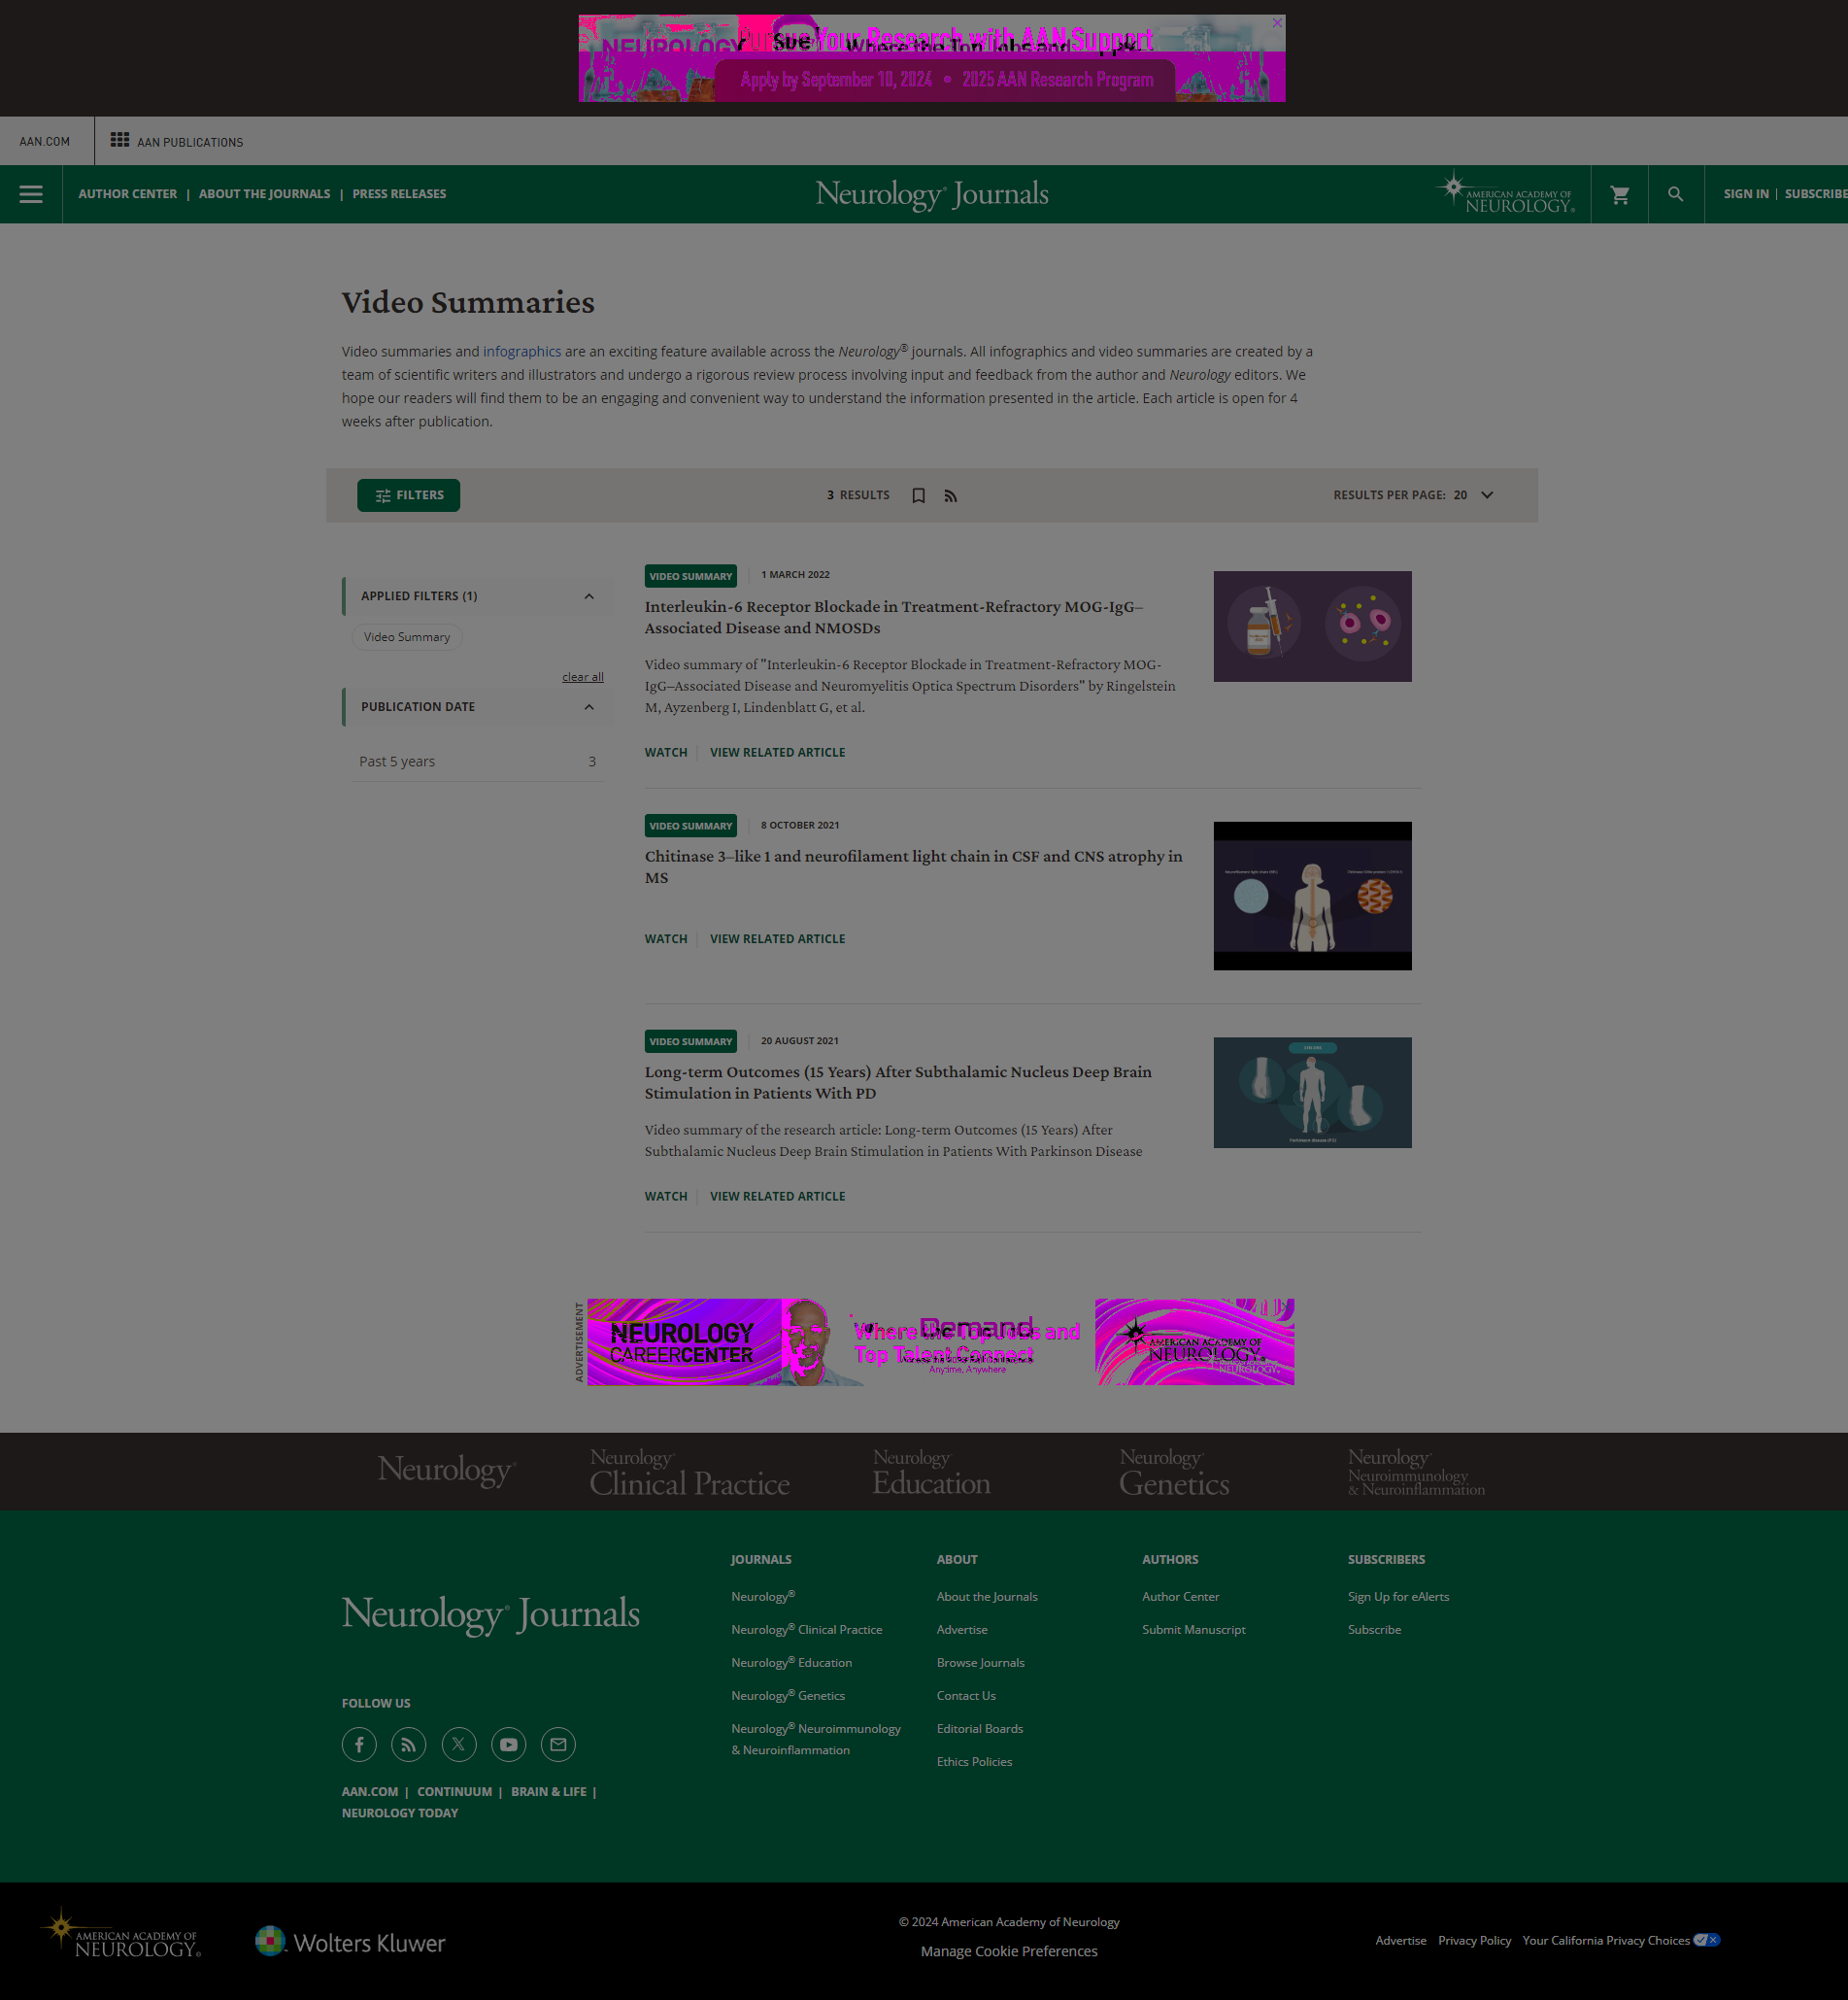 NEUROLOGY
Your Research with AAN Support
Where the Top Jobs and
Apply by September 10, 2024 • 2025 AAN Research Program
AAN.COM
AAN PUBLICATIONS
AUTHOR CENTER | ABOUT THE JOURNALS | PRESS RELEASES
Neurology® Journals
AMERICAN ACADEMY OF
NEUROLOGY®
SIGN IN | SUBSCRIBE
Video Summaries
Video summaries and infographics are an exciting feature available across the Neurology® journals. All infographics and video summaries are created by a
team of scientific writers and illustrators and undergo a rigorous review process involving input and feedback from the author and Neurology editors. We
hope our readers will find them to be an engaging and convenient way to understand the information presented in the article. Each article is open for 4
weeks after publication.
FILTERS
3 RESULTS
RESULTS PER PAGE: 20
APPLIED FILTERS (1)
Video Summary
clear all
PUBLICATION DATE
Past 5 years 3
VIDEO SUMMARY 1 MARCH 2022
Interleukin-6 Receptor Blockade in Treatment-Refractory MOG-IgG–
Associated Disease and NMOSDs
Video summary of "Interleukin-6 Receptor Blockade in Treatment-Refractory MOG-
IgG–Associated Disease and Neuromyelitis Optica Spectrum Disorders" by Ringelstein
M, Ayzenberg I, Lindenblatt G, et al.
WATCH VIEW RELATED ARTICLE
VIDEO SUMMARY 8 OCTOBER 2021
Chitinase 3–like 1 and neurofilament light chain in CSF and CNS atrophy in
MS
WATCH VIEW RELATED ARTICLE
VIDEO SUMMARY 20 AUGUST 2021
Long-term Outcomes (15 Years) After Subthalamic Nucleus Deep Brain
Stimulation in Patients With PD
Video summary of the research article: Long-term Outcomes (15 Years) After
Subthalamic Nucleus Deep Brain Stimulation in Patients With Parkinson Disease
Parkinson disease (PD)
WATCH VIEW RELATED ARTICLE
ADVERTISEMENT
NEUROLOGY
CAREERCENTER
Demand
Where the Top Jobs and
Top Talent Connect
Anytime, Anywhere
AMERICAN ACADEMY OF
NEUROLOGY®
Neurology®
Neurology®
Clinical Practice
Neurology®
Education
Neurology®
Genetics
Neurology®
Neuroimmunology
& Neuroinflammation
Neurology® Journals
FOLLOW US
AAN.COM | CONTINUUM | BRAIN & LIFE |
NEUROLOGY TODAY
JOURNALS
Neurology®
Neurology® Clinical Practice
Neurology® Education
Neurology® Genetics
Neurology® Neuroimmunology
& Neuroinflammation
ABOUT
About the Journals
Advertise
Browse Journals
Contact Us
Editorial Boards
Ethics Policies
AUTHORS
Author Center
Submit Manuscript
SUBSCRIBERS
Sign Up for eAlerts
Subscribe
AMERICAN ACADEMY OF
NEUROLOGY®
Wolters Kluwer
© 2024 American Academy of Neurology
Manage Cookie Preferences
Advertise Privacy Policy Your California Privacy Choices